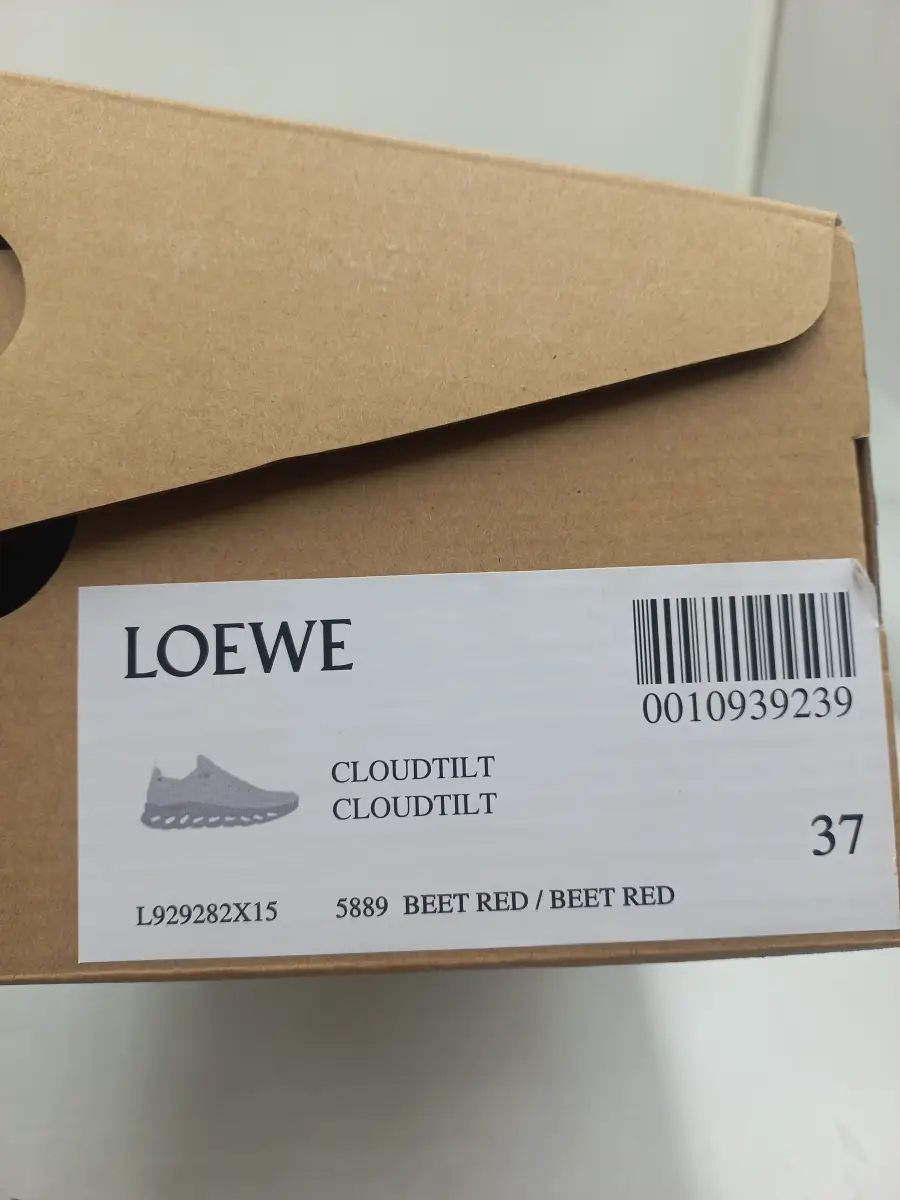 LOEWE
0010939239
CLOUDTILT
CLOUDTILT
37
L929282X15 5889 BEET RED / BEET RED